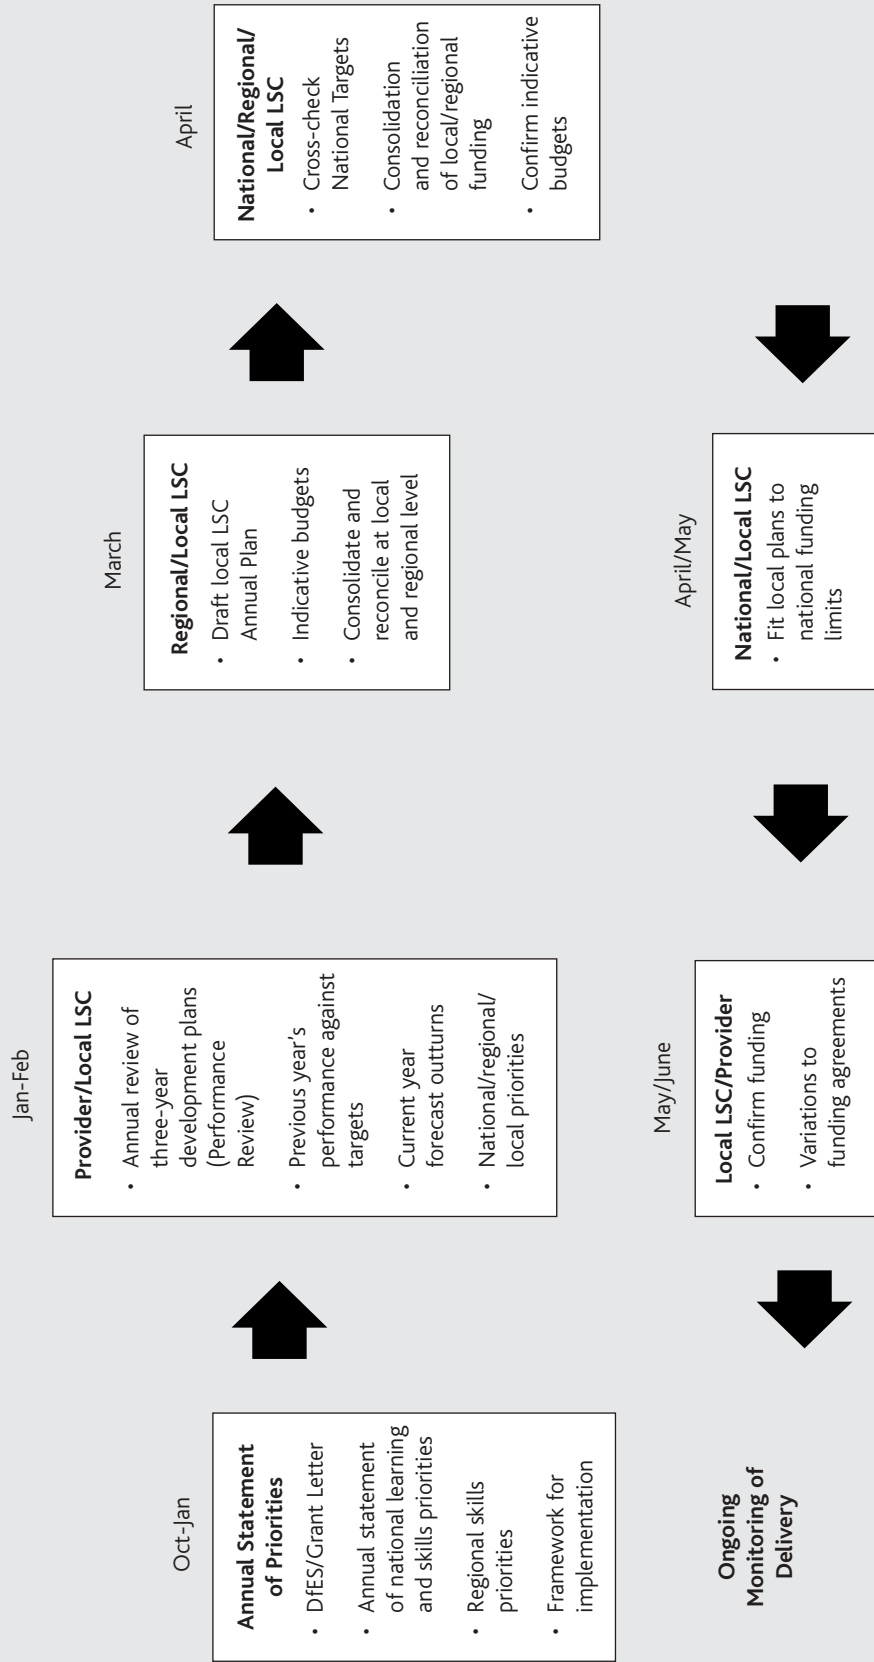 Oct-Jan
Annual Statement
of Priorities
• DfES/Grant Letter
• Annual statement
of national learning
and skills priorities
• Regional skills
priorities
• Framework for
implementation
Jan-Feb
Provider/Local LSC
• Annual review of
three-year
development plans
(Performance
Review)
• Previous year's
performance against
targets
• Current year
forecast outturns
• National/regional/
local priorities
March
Regional/Local LSC
• Draft local LSC
Annual Plan
• Indicative budgets
• Consolidate and
reconcile at local
and regional level
April
National/Regional/
Local LSC
• Cross-check
National Targets
• Consolidation
and reconciliation
of local/regional
funding
• Confirm indicative
budgets
April/May
National/Local LSC
• Fit local plans to
national funding
limits
May/June
Local LSC/Provider
• Confirm funding
• Variations to
funding agreements
Ongoing
Monitoring of
Delivery